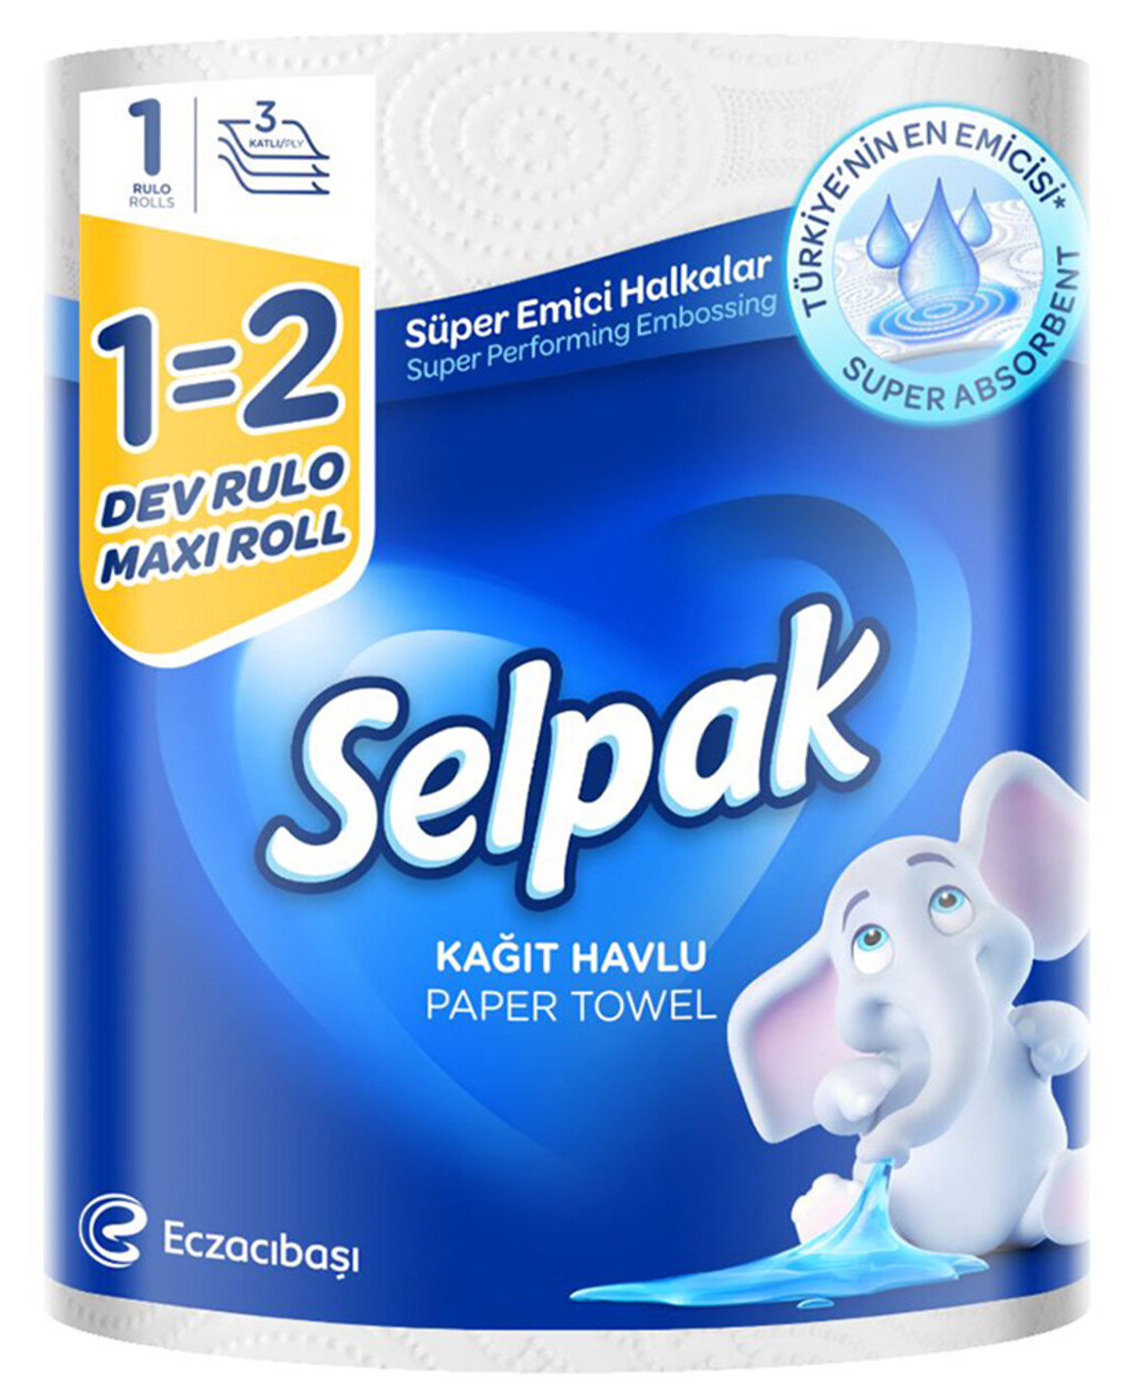 1
RULO
ROLLS
3
KATLI/PLY
1=2
DEV RULO
MAXI ROLL
Süper Emici Halkalar
Super Performing Embossing
TÜRKİYE'NİN EN EMİCİSİ*
SUPER ABSORBENT
Selpak
KAĞIT HAVLU
PAPER TOWEL
Eczacıbaşı